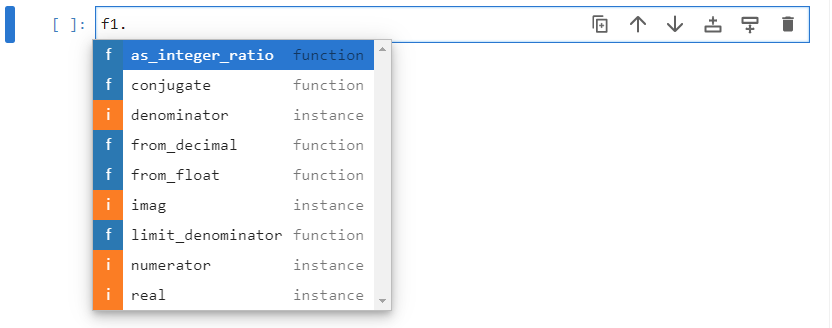 [ ]: f1.
f as_integer_ratio function
f conjugate function
i denominator instance
f from_decimal function
f from_float function
i imag instance
f limit_denominator function
i numerator instance
i real instance